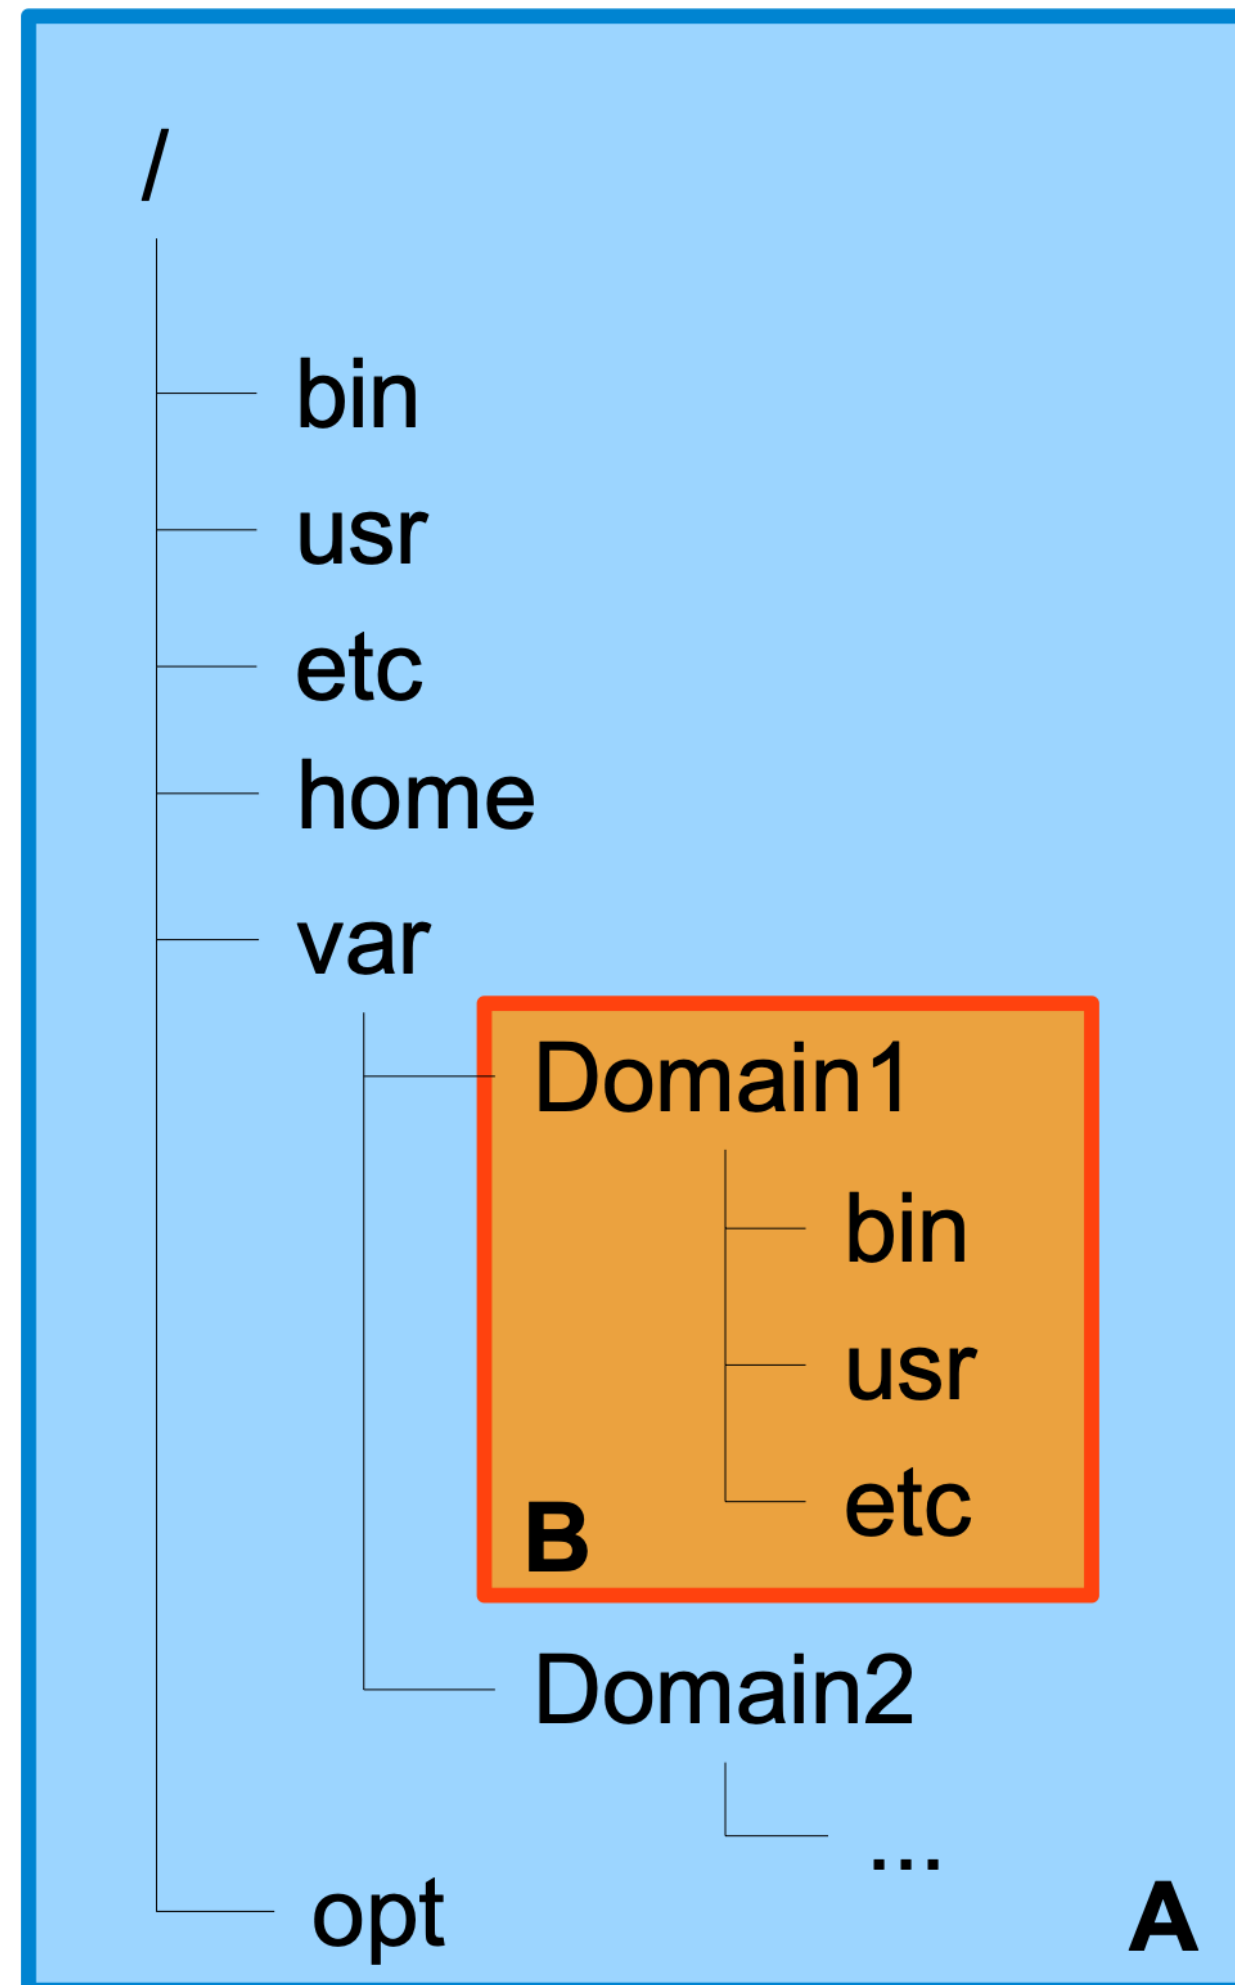 /
bin
usr
etc
home
var
Domain1
bin
usr
etc
B
Domain2
...
opt
A